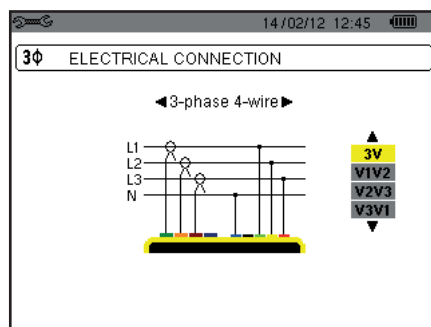 14/02/12 12:45
3ϕ ELECTRICAL CONNECTION
◄3-phase 4-wire►
L1
L2
L3
N
3V
V1V2
V2V3
V3V1